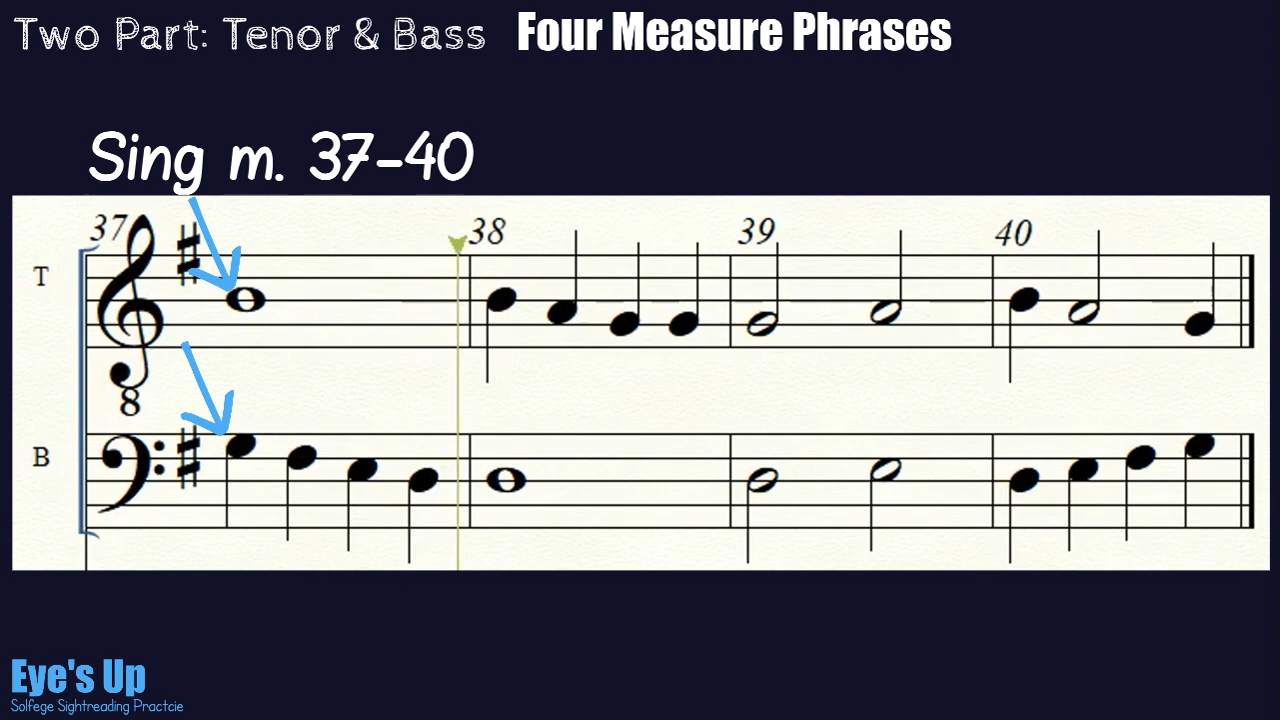 Two Part: Tenor & Bass Four Measure Phrases
Sing m. 37-40
37 38 39 40
T
8
B
Eye's Up
Solfege Sightreading Practcie